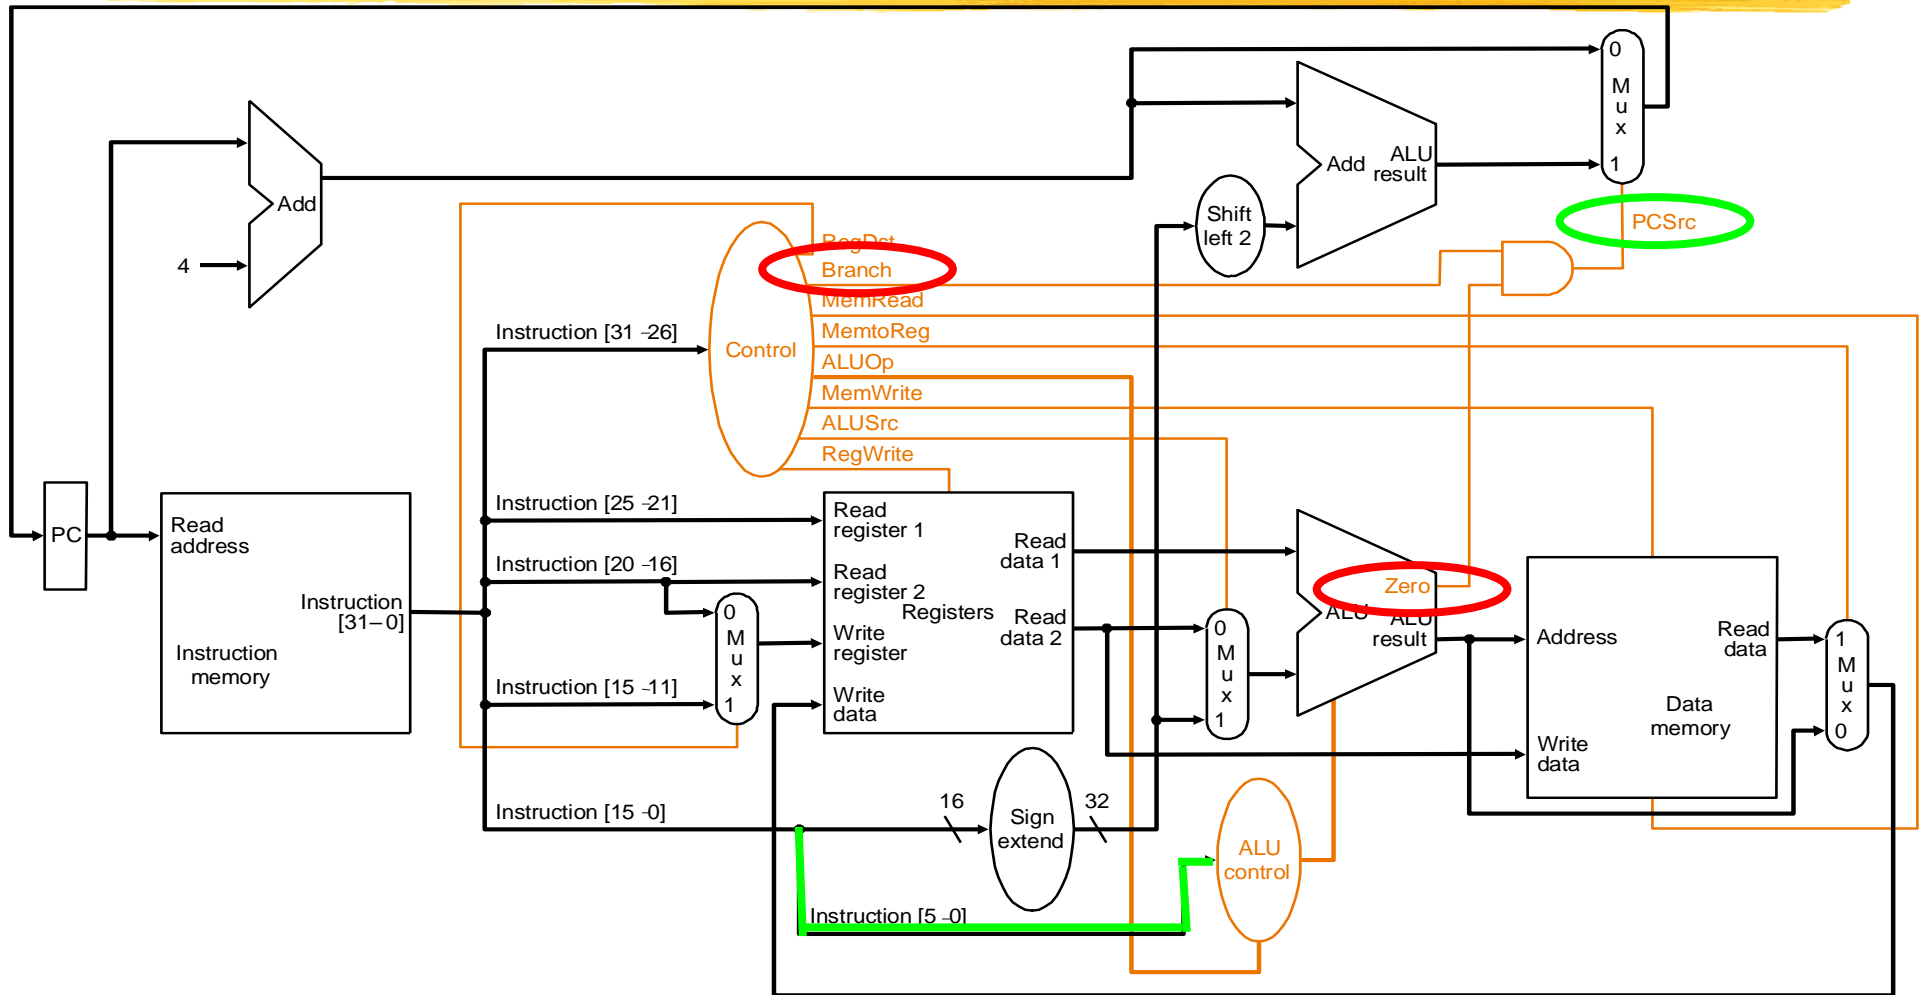 0
M
u
x
1
Add
ALU
result
Add
4
Shift
left 2
PCSrc
RegDst
Branch
MemRead
MemtoReg
ALUOp
MemWrite
ALUSrc
RegWrite
Control
Instruction [31–26]
PC
Read
address
Instruction
[31–0]
Instruction
memory
Instruction [25–21]
Instruction [20–16]
Instruction [15–11]
Instruction [15–0]
Instruction [5–0]
0
M
u
x
1
Read
register 1
Read
register 2
Registers
Write
register
Write
data
Read
data 1
Read
data 2
0
M
u
x
1
Zero
ALU
ALU
result
Address
Read
data
Data
memory
Write
data
1
M
u
x
0
16
Sign
extend
32
ALU
control